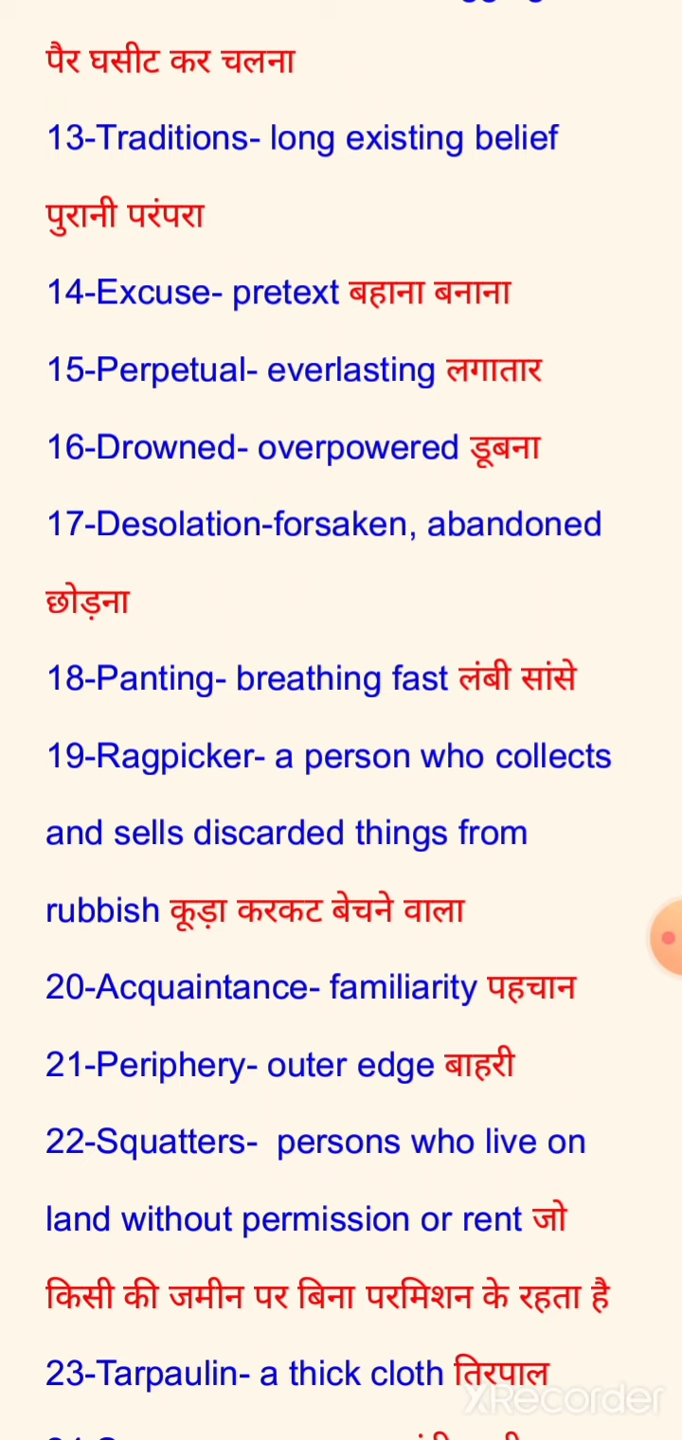 पैर घसीट कर चलना
13-Traditions- long existing belief
पुरानी परंपरा
14-Excuse- pretext बहाना बनाना
15-Perpetual- everlasting लगातार
16-Drowned- overpowered डूबना
17-Desolation-forsaken, abandoned
छोड़ना
18-Panting- breathing fast लंबी सांसे
19-Ragpicker- a person who collects
and sells discarded things from
rubbish कूड़ा करकट बेचने वाला
20-Acquaintance- familiarity पहचान
21-Periphery- outer edge बाहरी
22-Squatters-  persons who live on
land without permission or rent जो
किसी की जमीन पर बिना परमिशन के रहता है
23-Tarpaulin- a thick cloth तिरपाल
XRecorder